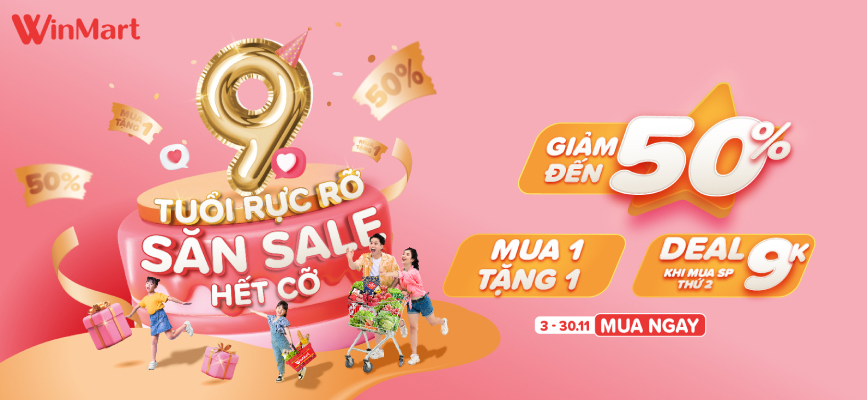 WinMart
9
TUỔI RỰC RỠ
SĂN SALE
HẾT CỠ
50%
MUA 1
TẶNG 1
50%
GIẢM
ĐẾN
50%
MUA 1
TẶNG 1
DEAL
KHI MUA SP
THỨ 2
9K
3 - 30.11
MUA NGAY